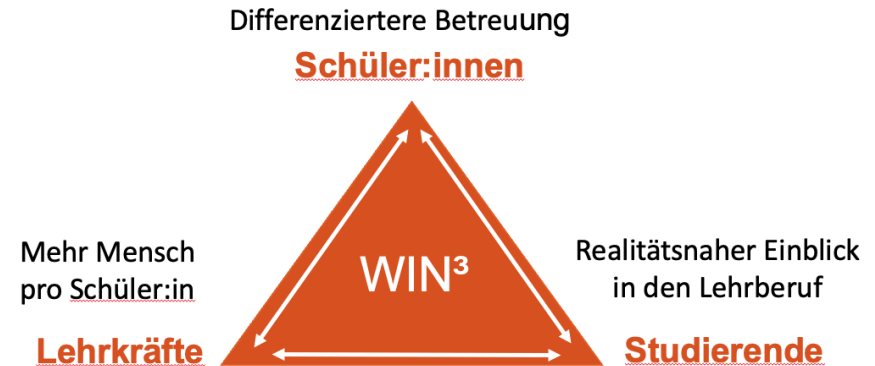 Differenziertere Betreuung
Schüler:innen
Mehr Mensch
pro Schüler:in
Lehrkräfte
WIN³
Realitätsnaher Einblick
in den Lehrberuf
Studierende